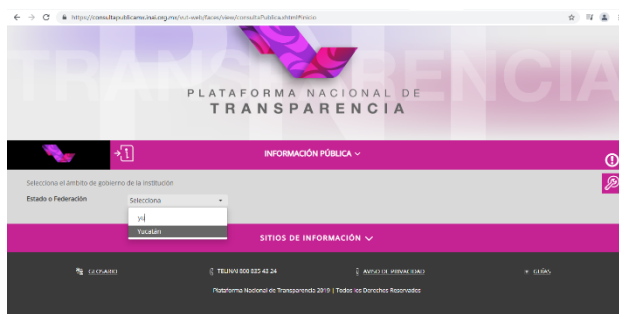 https://consultapublicamx.inai.org.mx/vut-web/faces/view/consultaPublica.xhtml#inicio
TRANSPARENCIA
PLATAFORMA NACIONAL DE
TRANSPARENCIA
INFORMACIÓN PÚBLICA
Selecciona el ámbito de gobierno de la institución
Estado o Federación
Selecciona
yu
Yucatán
SITIOS DE INFORMACIÓN
GLOSARIO
TELINAI 800 835 43 24
AVISO DE PRIVACIDAD
GUÍAS
Plataforma Nacional de Transparencia 2019 | Todos los Derechos Reservados